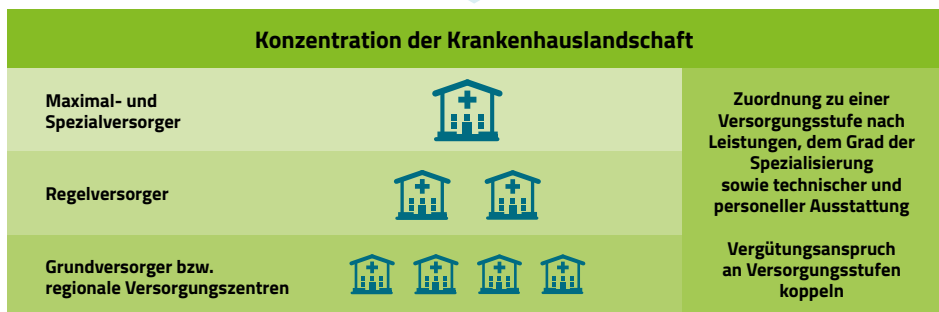 Konzentration der Krankenhauslandschaft
Maximal- und
Spezialversorger
Regelversorger
Grundversorger bzw.
regionale Versorgungszentren
Zuordnung zu einer
Versorgungsstufe nach
Leistungen, dem Grad der
Spezialisierung
sowie technischer und
personeller Ausstattung
Vergütungsanspruch
an Versorgungsstufen
koppeln